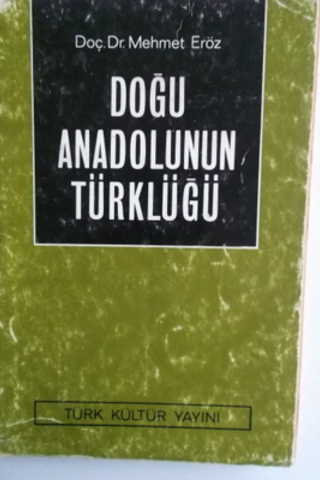 Doç. Dr. Mehmet Eröz
DOĞU
ANADOLUNUN
TÜRKLÜĞÜ
TÜRK KÜLTÜR YAYINI